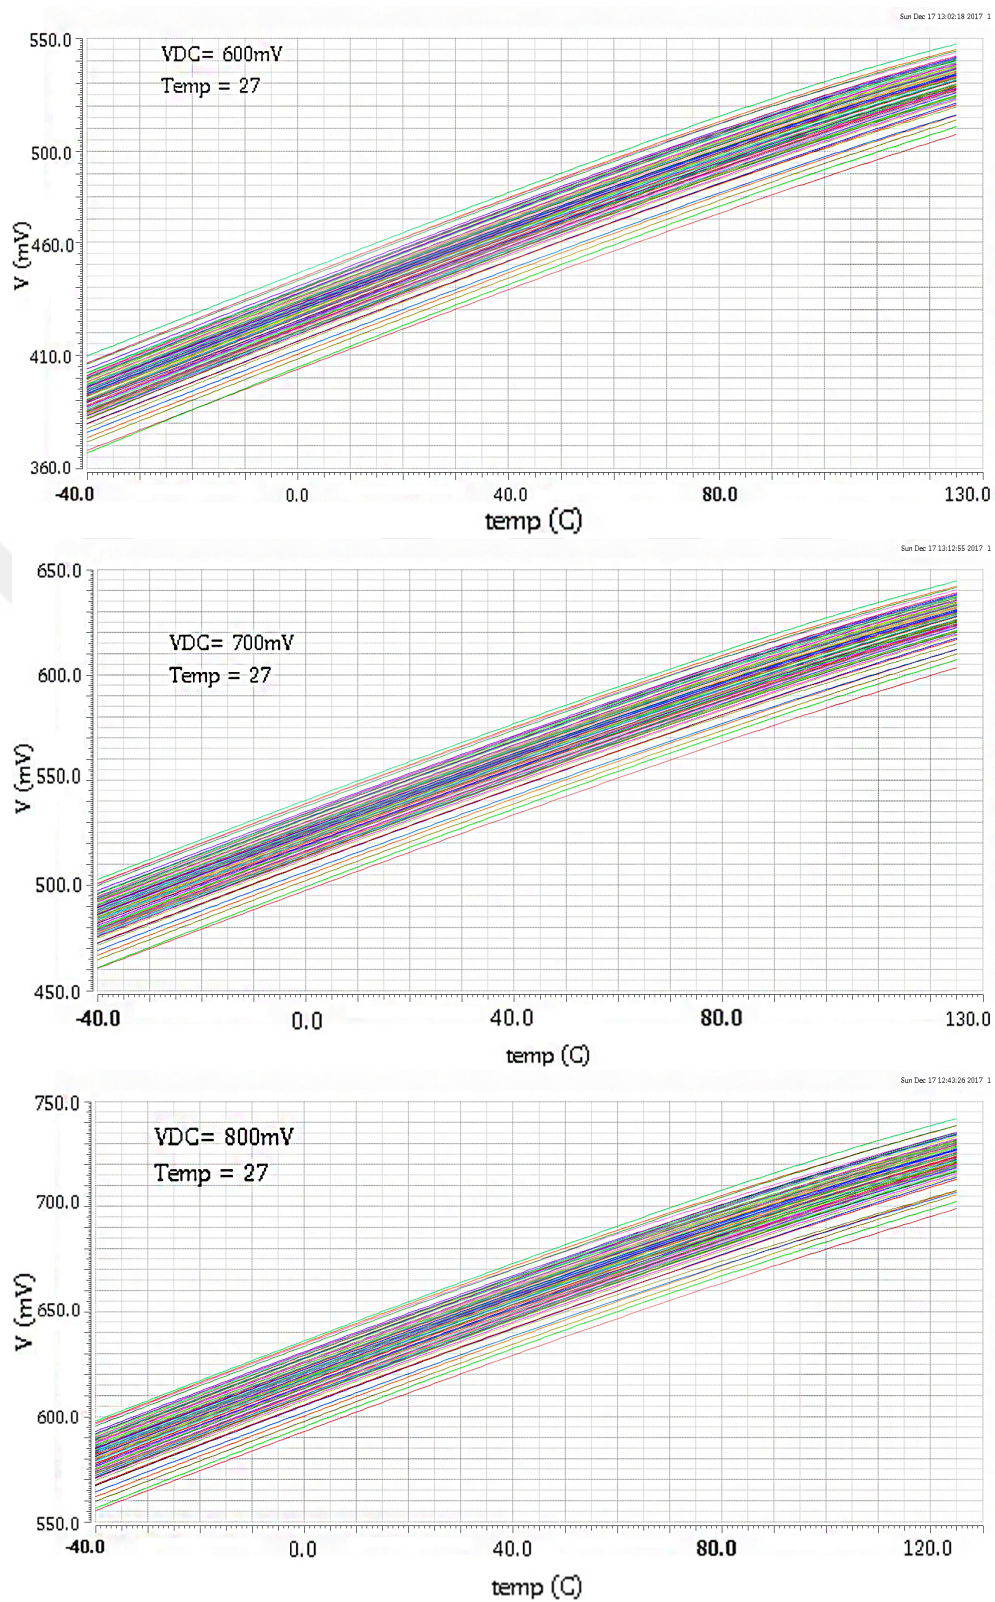 Sun Dec 17 13:02:18 2017 1
550.0
VDC= 600mV
Temp = 27
500.0
V (mV)
460.0
410.0
360.0
-40.0 0.0 40.0 80.0 130.0
temp (C)
Sun Dec 17 13:12:55 2017 1
650.0
VDC= 700mV
Temp = 27
600.0
V (mV)
550.0
500.0
450.0
-40.0 0.0 40.0 80.0 130.0
temp (C)
Sun Dec 17 12:43:26 2017 1
750.0
VDC= 800mV
Temp = 27
700.0
V (mV)
650.0
600.0
550.0
-40.0 0.0 40.0 80.0 120.0
temp (C)